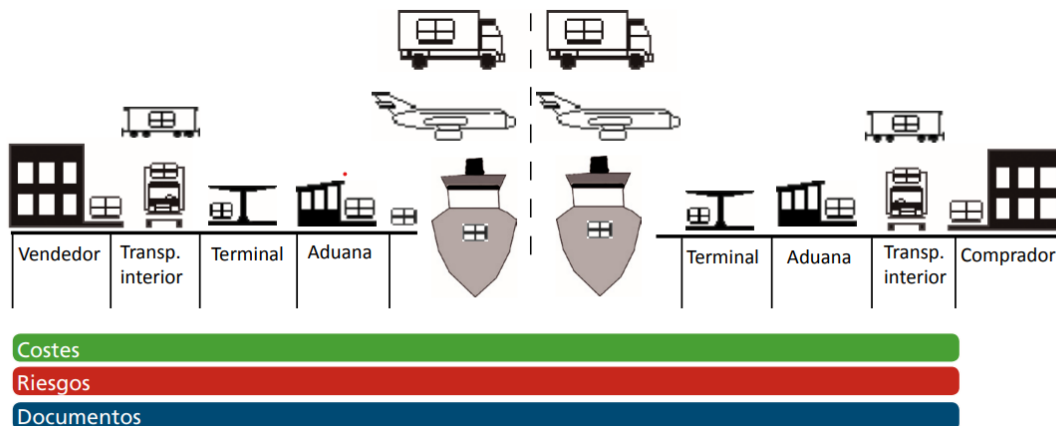 Vendedor
Transp.
interior
Terminal
Aduana
Terminal
Aduana
Transp.
interior
Comprador
Costes
Riesgos
Documentos